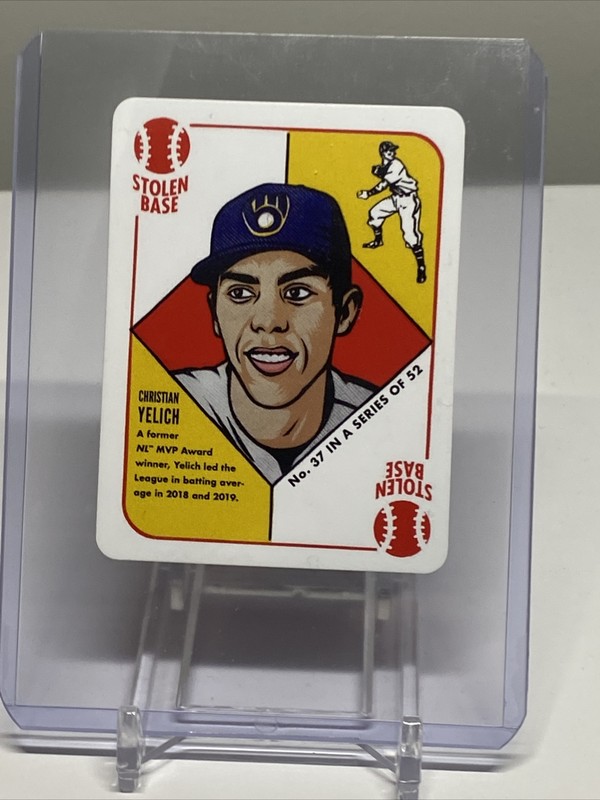 STOLEN
BASE
CHRISTIAN
YELICH
A former
NL™ MVP Award
winner, Yelich led the
League in batting aver-
age in 2018 and 2019.
No. 37 IN A SERIES OF 52
STOLEN
BASE